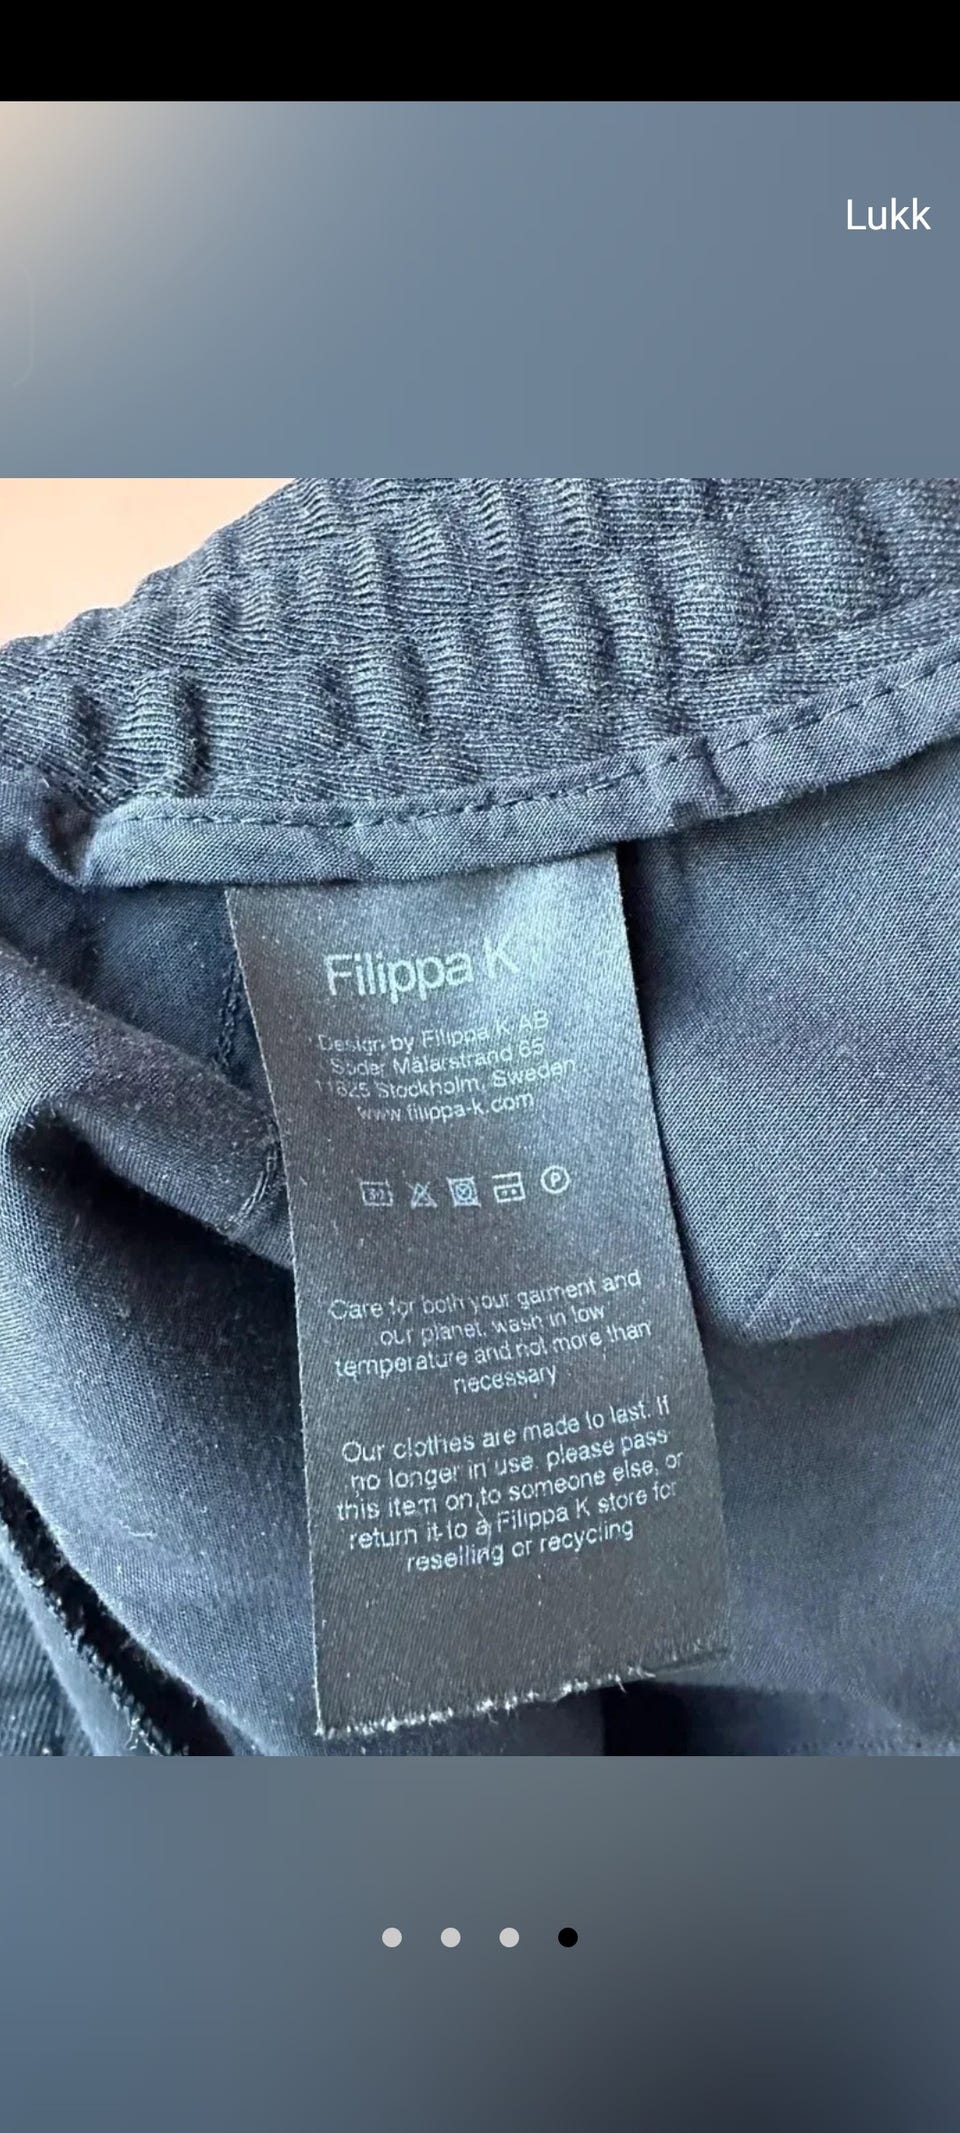 Lukk
Filippa K
Design by Filippa K AB
Söder Mälarstrand 65
11825 Stockholm, Sweden
www.filippa-k.com
P
Care for both your garment and
our planet, wash in low
temperature and not more than
necessary
Our clothes are made to last. If
no longer in use, please pass
this item on to someone else, or
return it to a Filippa K store for
reselling or recycling